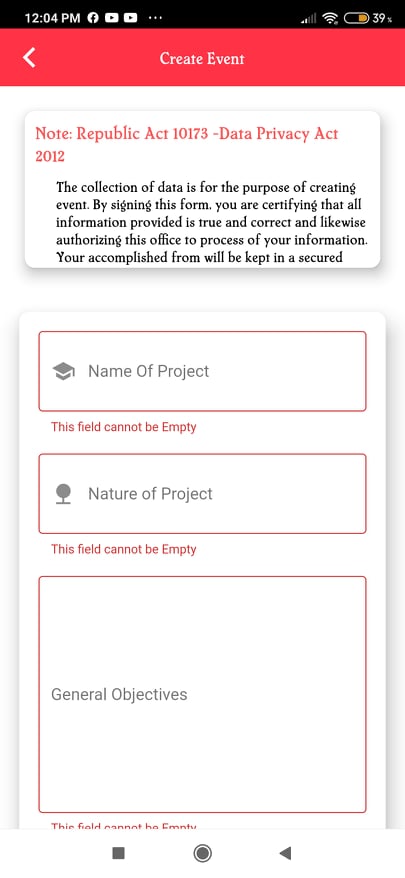 12:04 PM
39%
Create Event
Note: Republic Act 10173 -Data Privacy Act
2012
The collection of data is for the purpose of creating
event. By signing this form, you are certifying that all
information provided is true and correct and likewise
authorizing this office to process of your information.
Your accomplished from will be kept in a secured
Name Of Project
This field cannot be Empty
Nature of Project
This field cannot be Empty
General Objectives
This field cannot be Empty